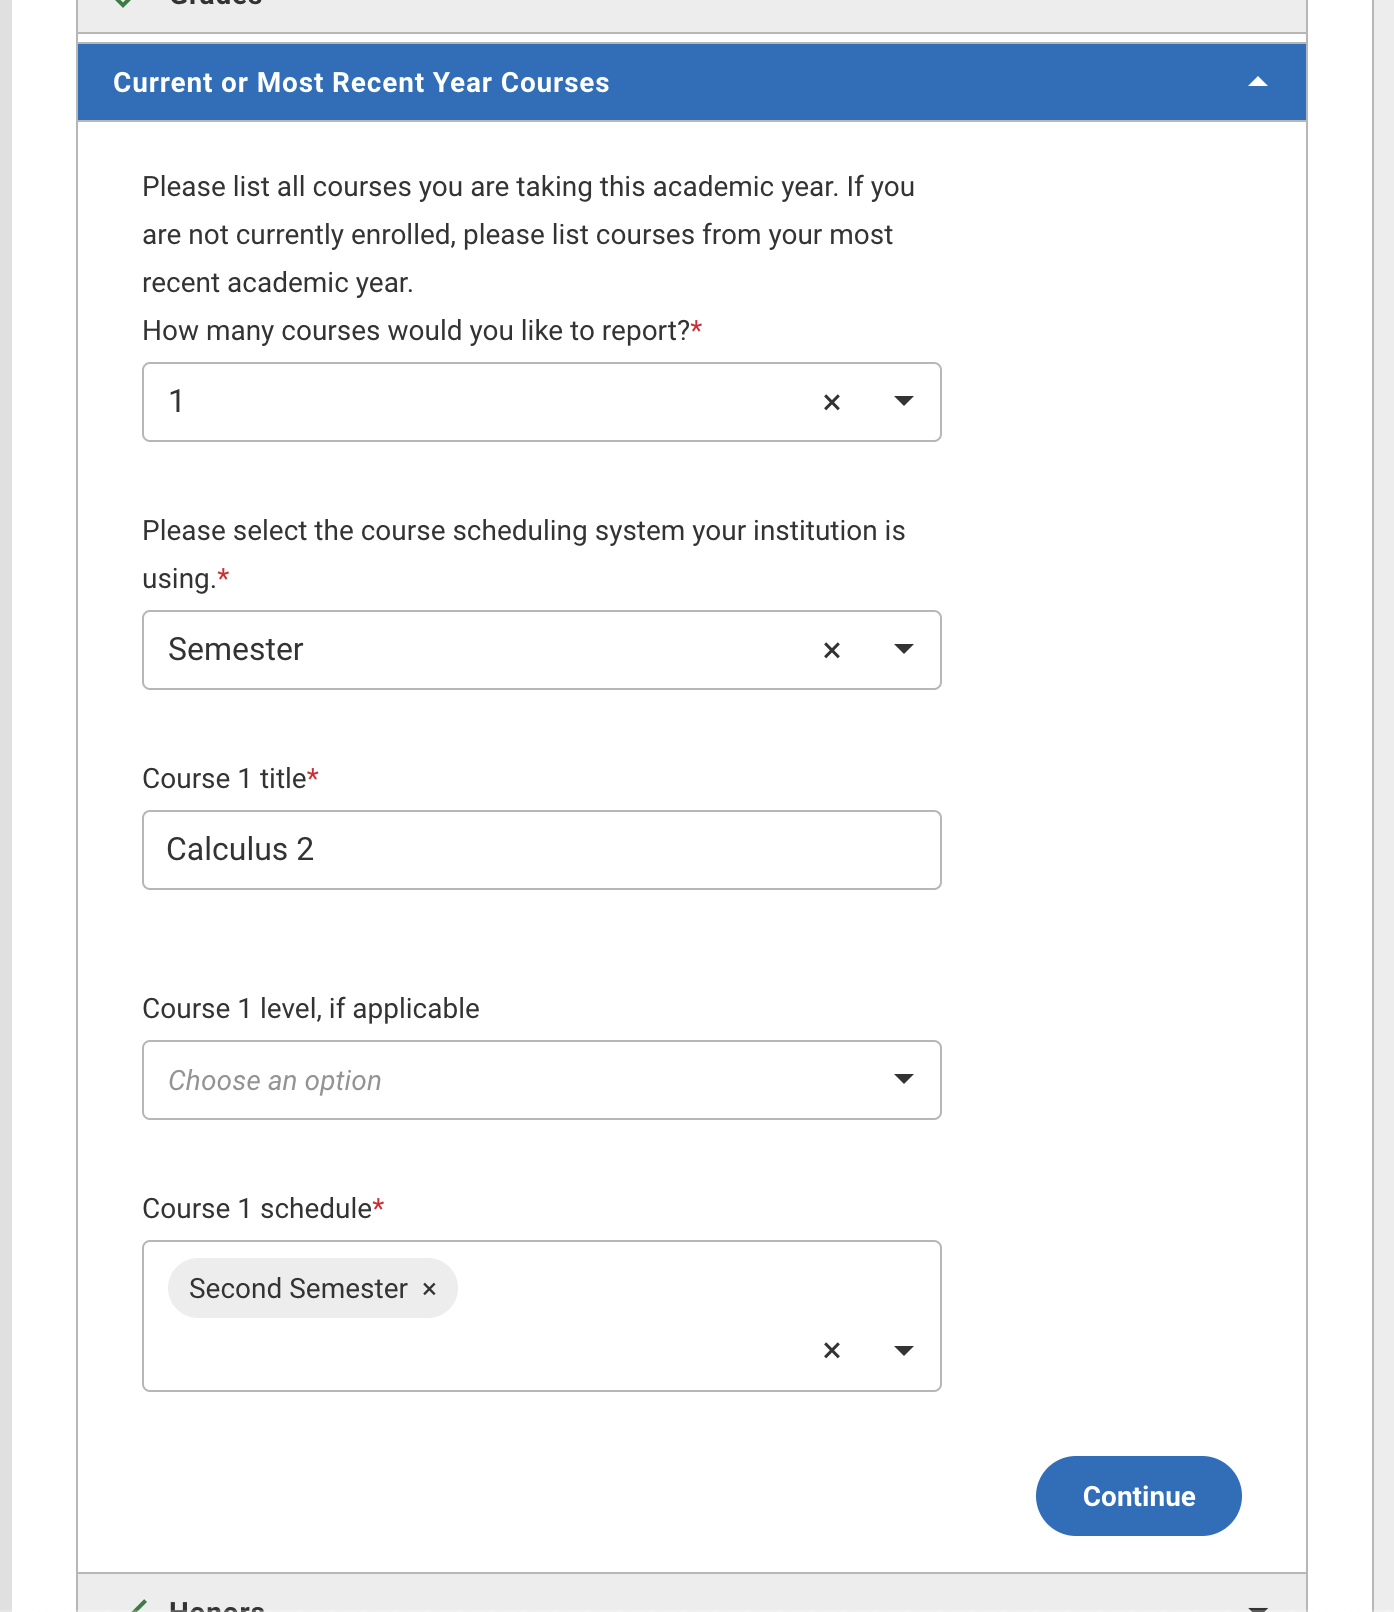 Grades
Current or Most Recent Year Courses
Please list all courses you are taking this academic year. If you
are not currently enrolled, please list courses from your most
recent academic year.
How many courses would you like to report?*
1
Please select the course scheduling system your institution is
using.*
Semester
Course 1 title*
Calculus 2
Course 1 level, if applicable
Choose an option
Course 1 schedule*
Second Semester
Continue
Honors